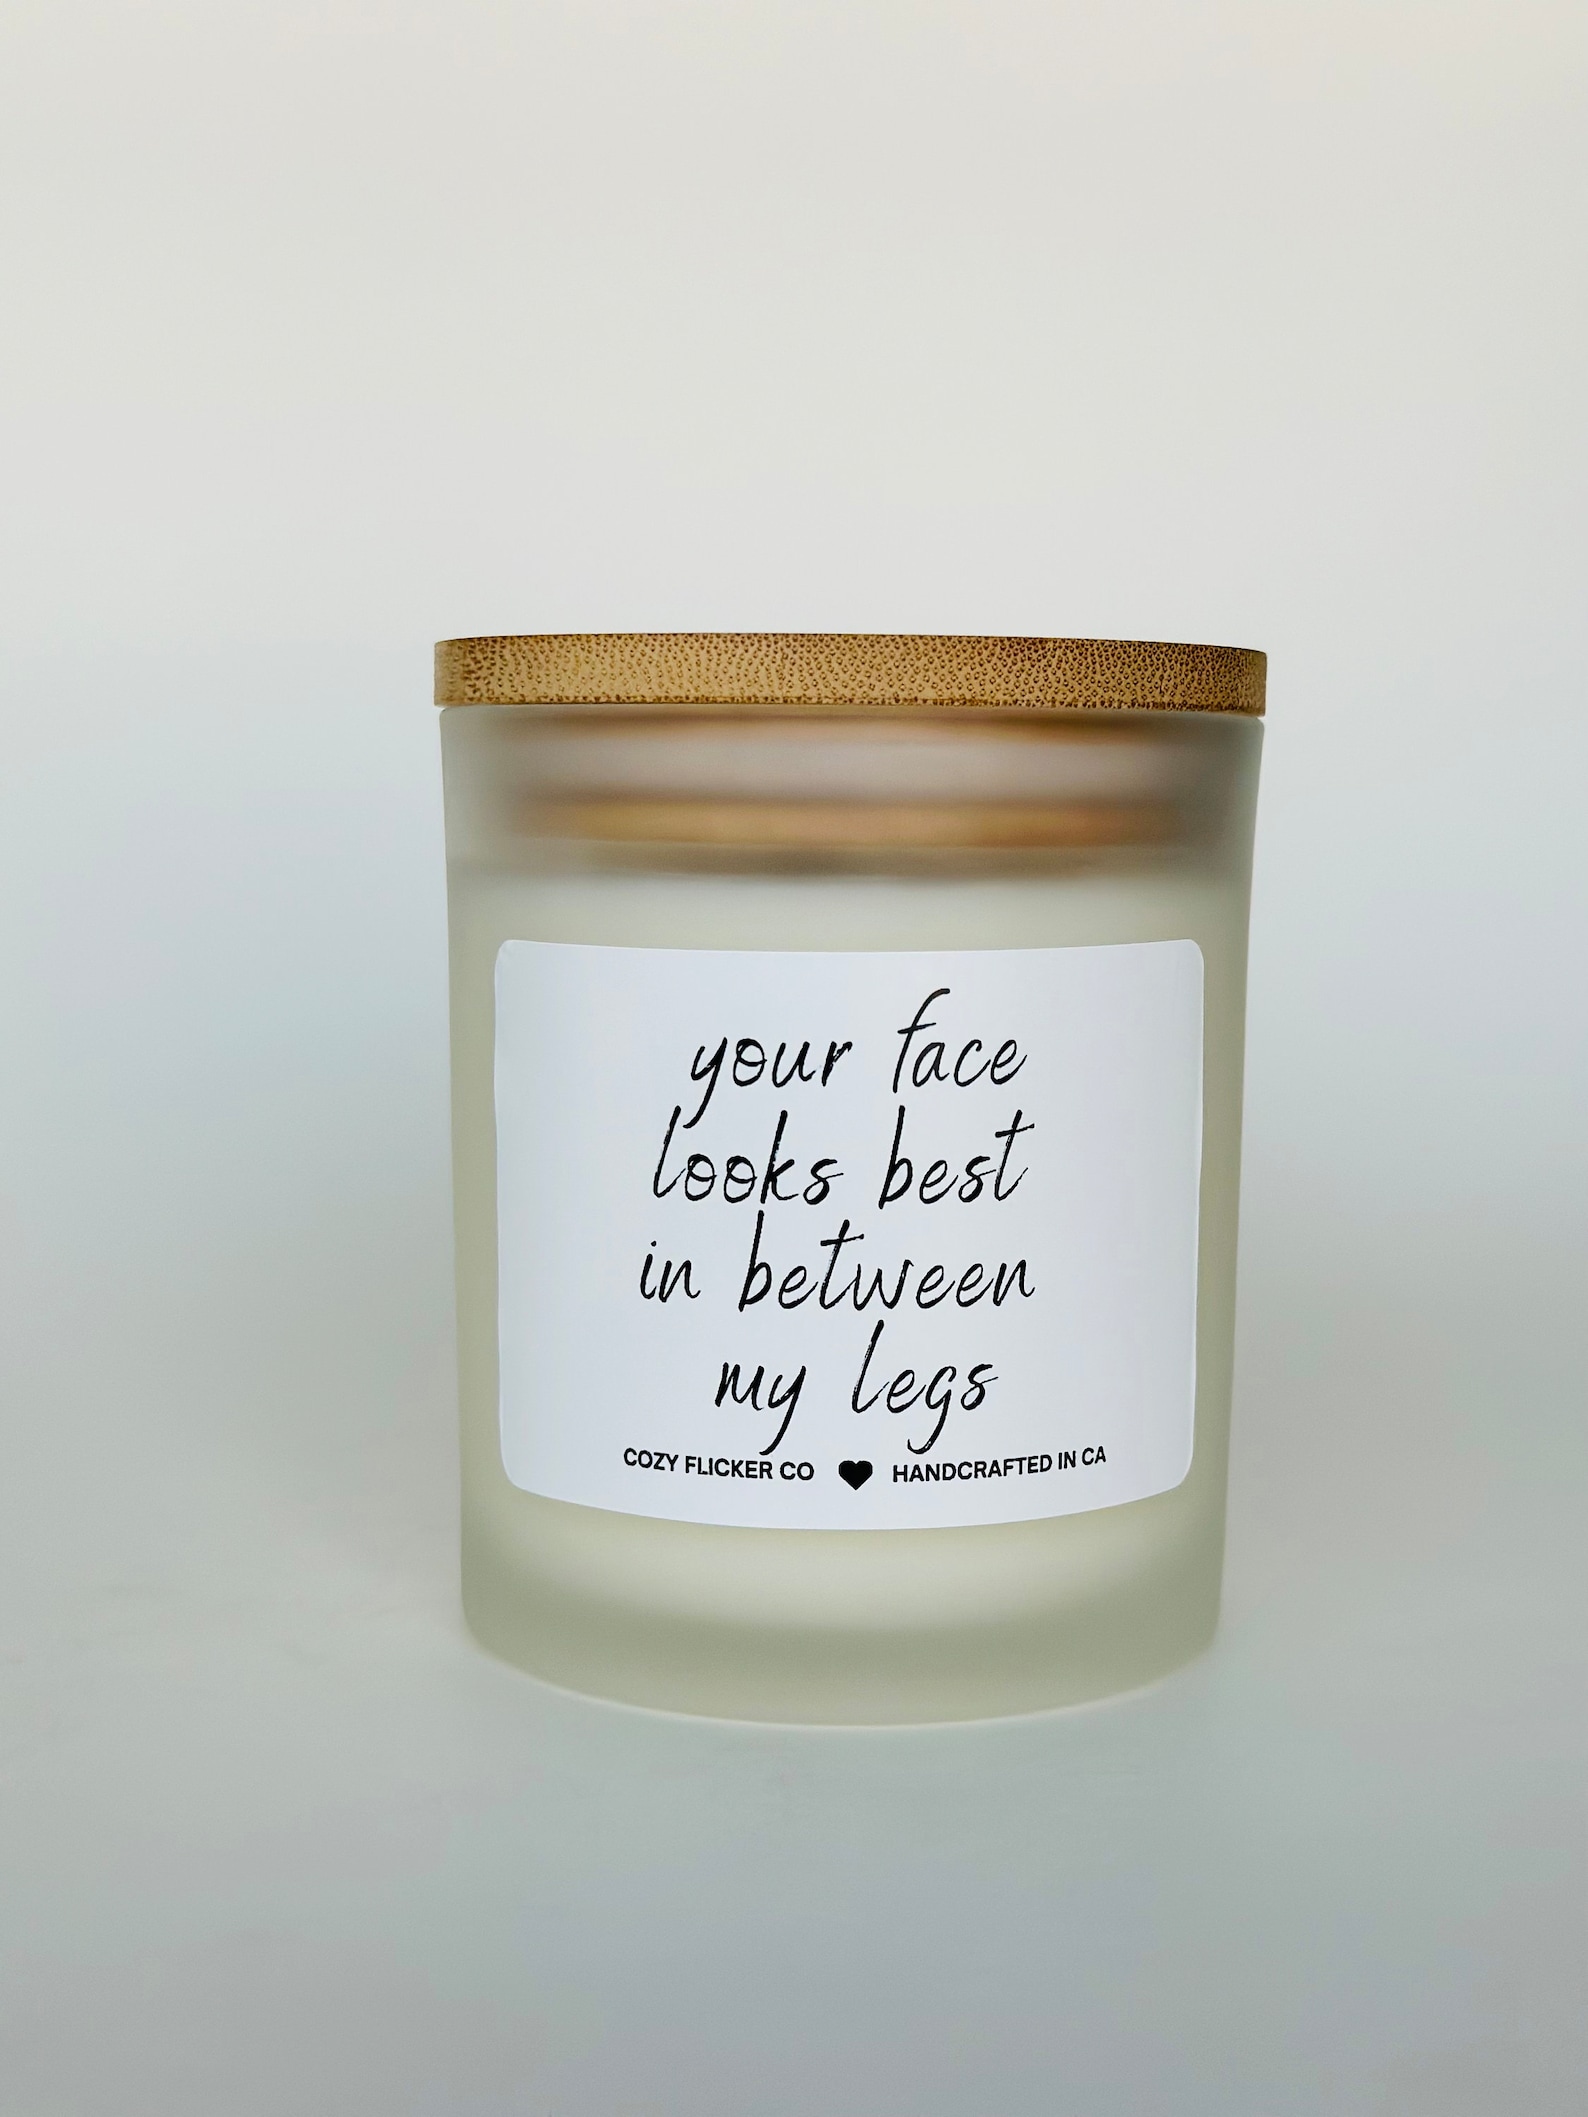 your face
looks best
in between
my legs
COZY FLICKER CO ♥ HANDCRAFTED IN CA